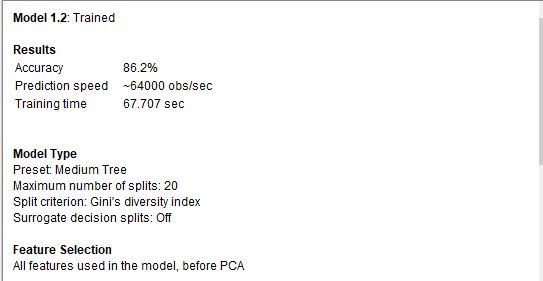 Model 1.2: Trained
Results
Accuracy 86.2%
Prediction speed ~64000 obs/sec
Training time 67.707 sec
Model Type
Preset: Medium Tree
Maximum number of splits: 20
Split criterion: Gini's diversity index
Surrogate decision splits: Off
Feature Selection
All features used in the model, before PCA